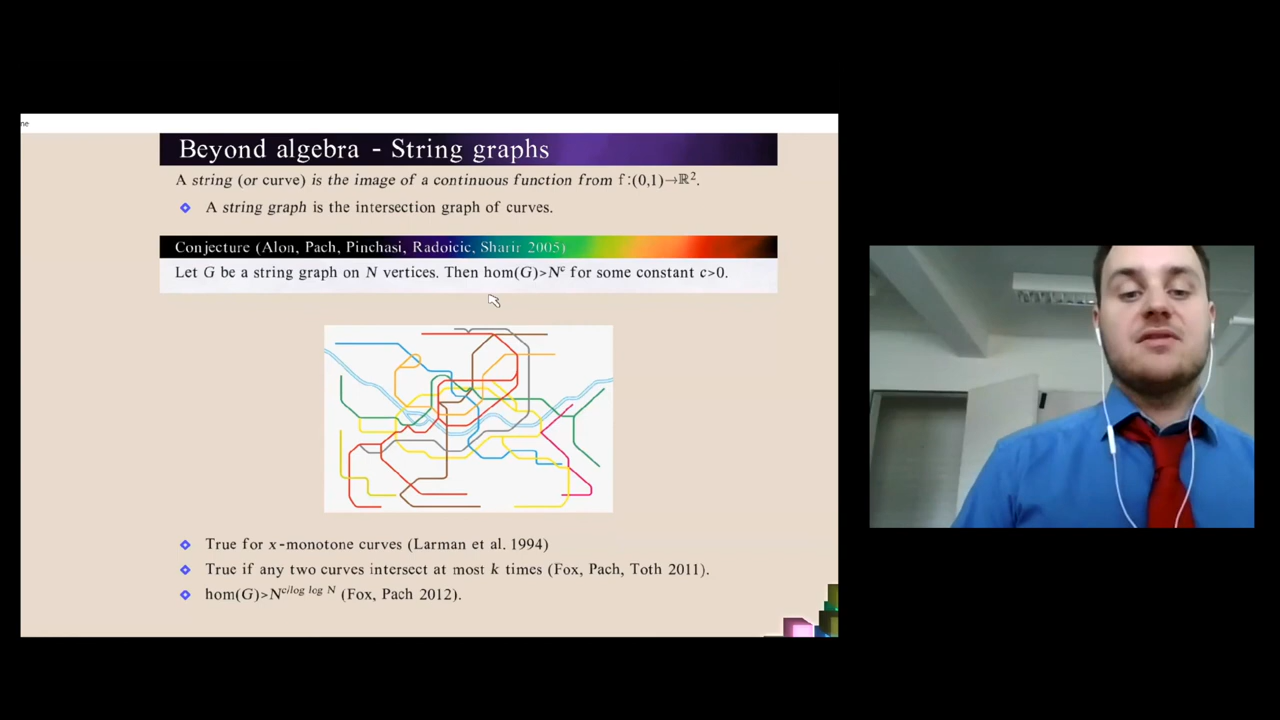 ne
Beyond algebra - String graphs
A string (or curve) is the image of a continuous function from f:(0,1)→ℝ².
A string graph is the intersection graph of curves.
Conjecture (Alon, Pach, Pinchasi, Radoicic, Sharir 2005)
Let G be a string graph on N vertices. Then hom(G)>Nᶜ for some constant c>0.
True for x-monotone curves (Larman et al. 1994)
True if any two curves intersect at most k times (Fox, Pach, Toth 2011).
hom(G)>N^{c/log log N} (Fox, Pach 2012).